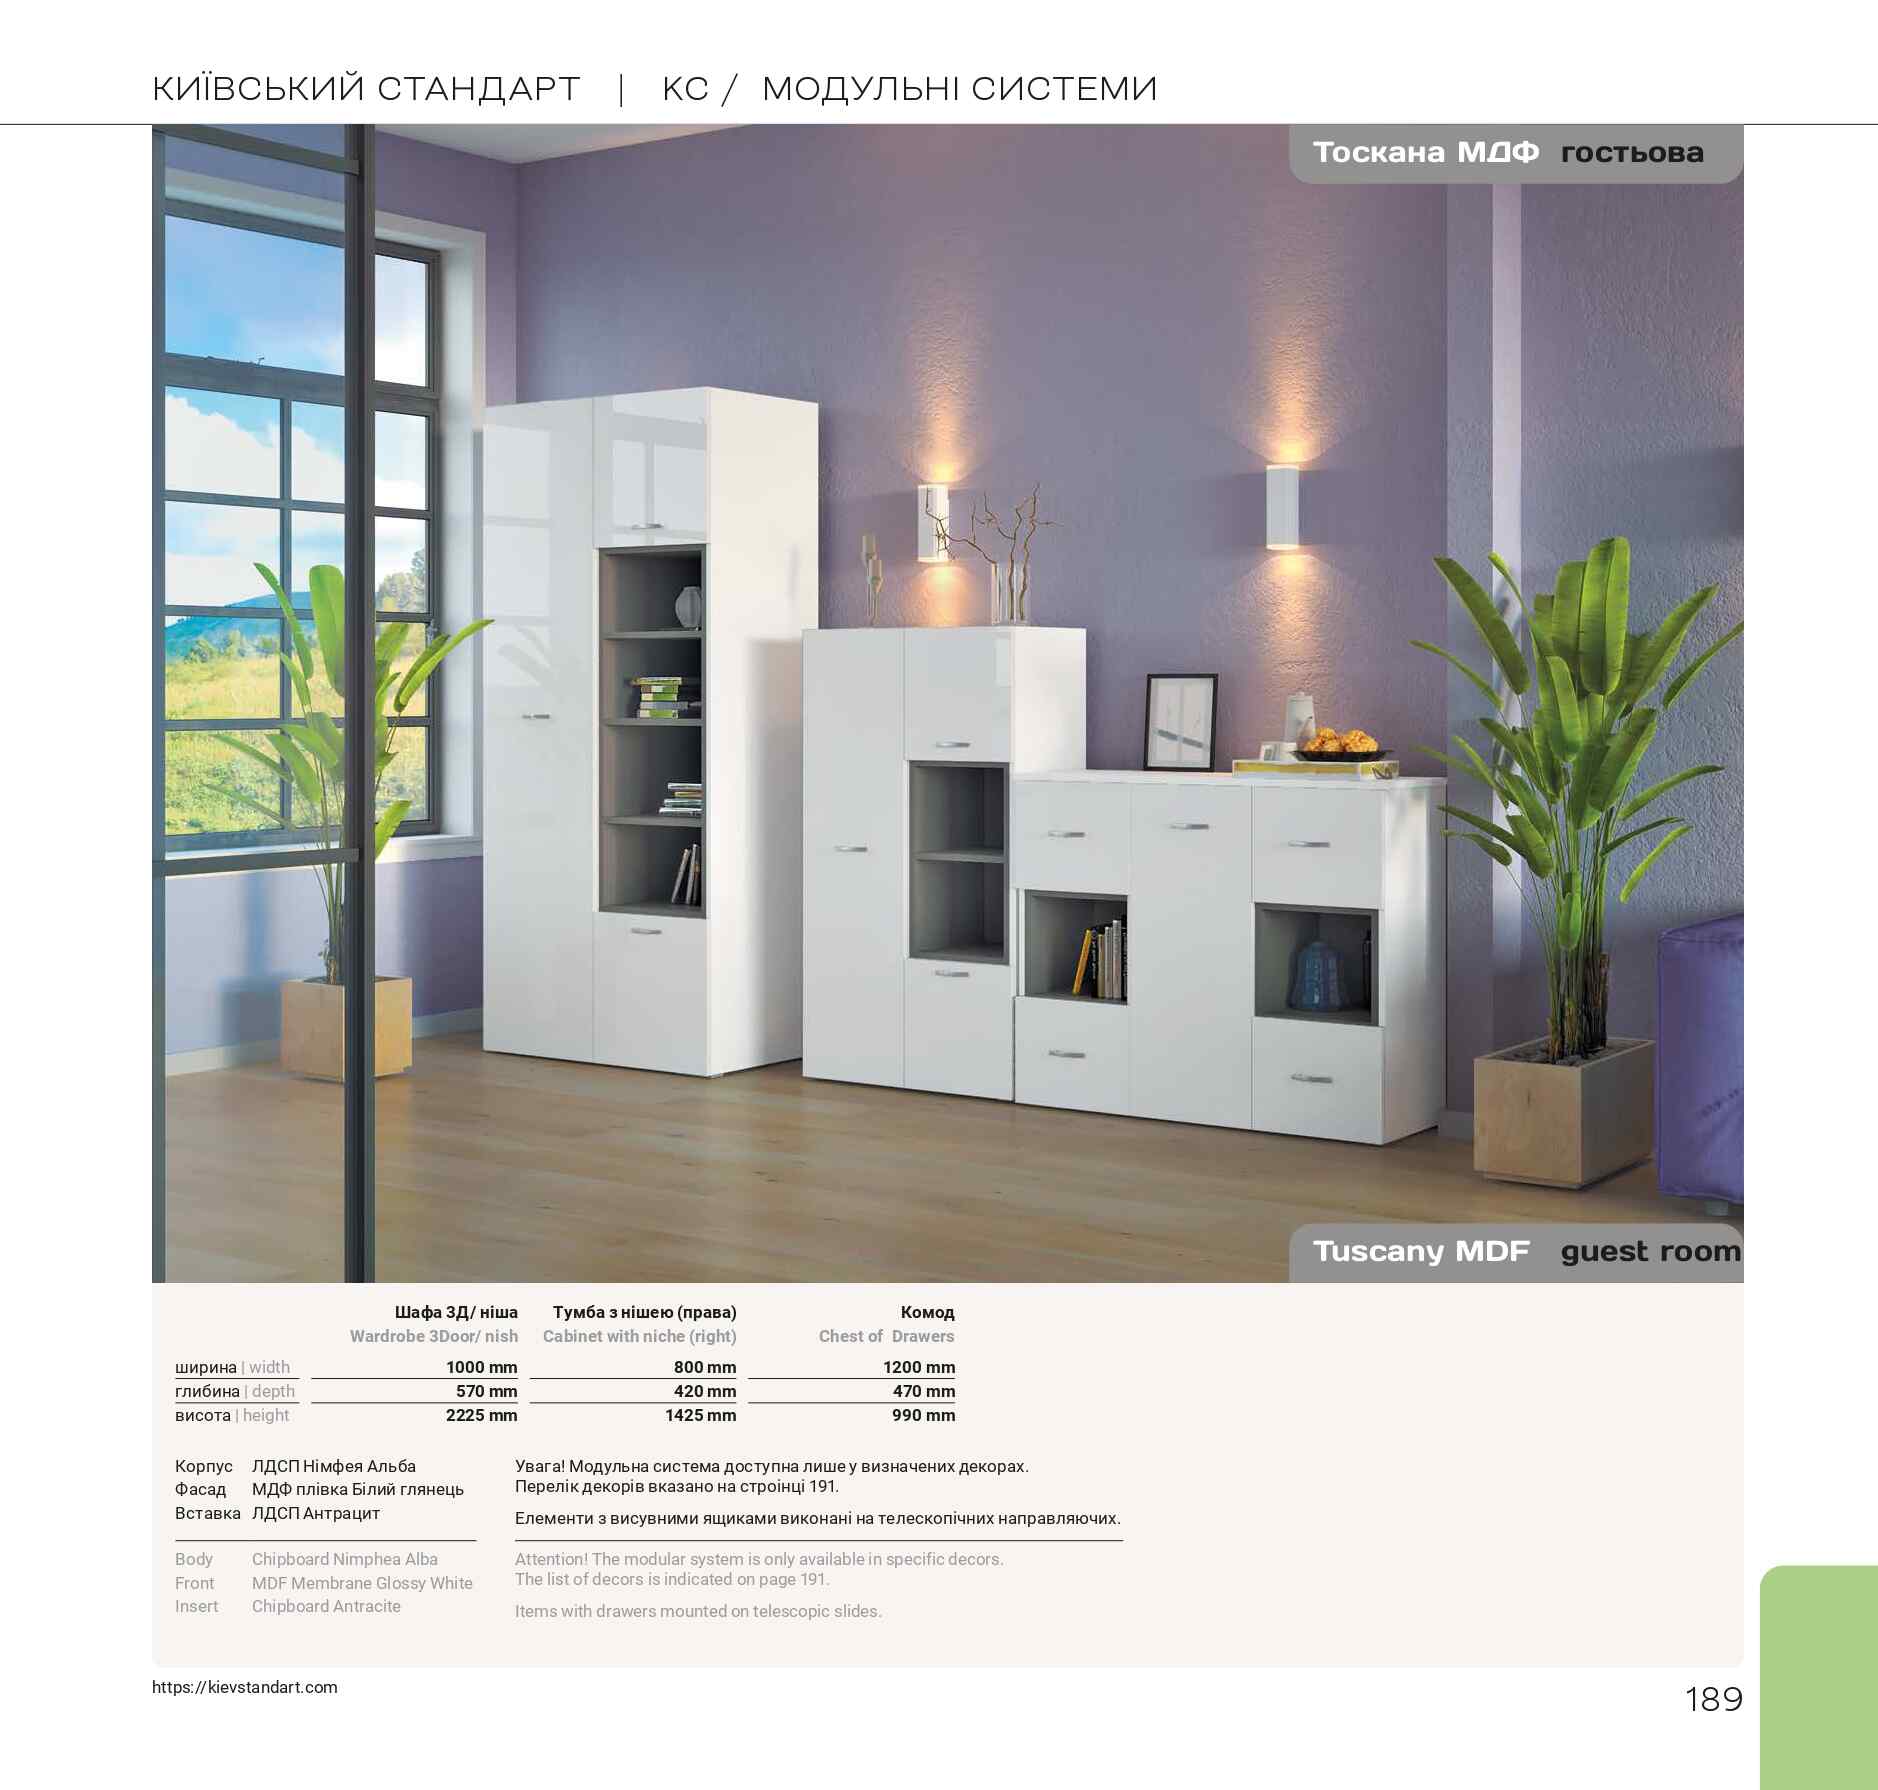 КИЇВСЬКИЙ СТАНДАРТ | КС / МОДУЛЬНІ СИСТЕМИ
Тоскана МДФ гостьова
Tuscany MDF guest room
Шафа 3Д/ ніша Тумба з нішею (права) Комод
Wardrobe 3Door/ nish Cabinet with niche (right) Chest of Drawers
ширина | width 1000 mm 800 mm 1200 mm
глибина | depth 570 mm 420 mm 470 mm
висота | height 2225 mm 1425 mm 990 mm
Корпус ЛДСП Німфея Альба
Фасад МДФ плівка Білий глянець
Вставка ЛДСП Антрацит
Увага! Модульна система доступна лише у визначених декорах.
Перелік декорів вказано на строінці 191.
Елементи з висувними ящиками виконані на телескопічних направляючих.
Body Chipboard Nimphea Alba
Front MDF Membrane Glossy White
Insert Chipboard Antracite
Attention! The modular system is only available in specific decors.
The list of decors is indicated on page 191.
Items with drawers mounted on telescopic slides.
https://kievstandart.com
189